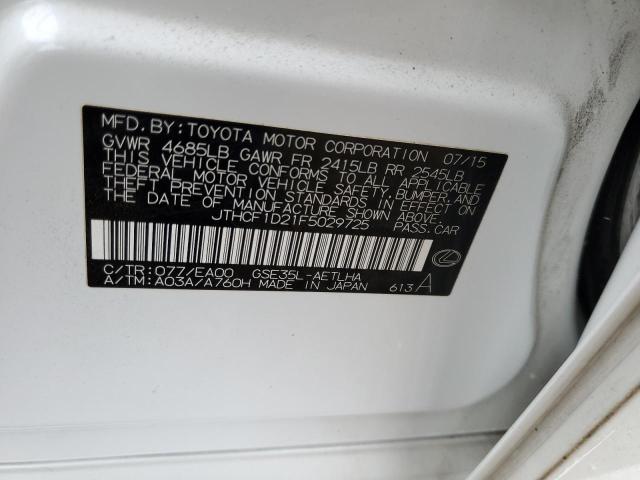 MFD. BY: TOYOTA MOTOR CORPORATION 07/15
GVWR 4685LB GAWR FR 2415LB RR 2545LB
THIS VEHICLE CONFORMS TO ALL APPLICABLE
FEDERAL MOTOR VEHICLE SAFETY, BUMPER, AND
THEFT PREVENTION STANDARDS IN EFFECT ON
THE DATE OF MANUFACTURE SHOWN ABOVE.
JTHCF1D21F5029725 PASS.CAR
C/TR: 077/EA00 GSE35L-AETLHA
A/TM: A03A/A760H MADE IN JAPAN 613 A